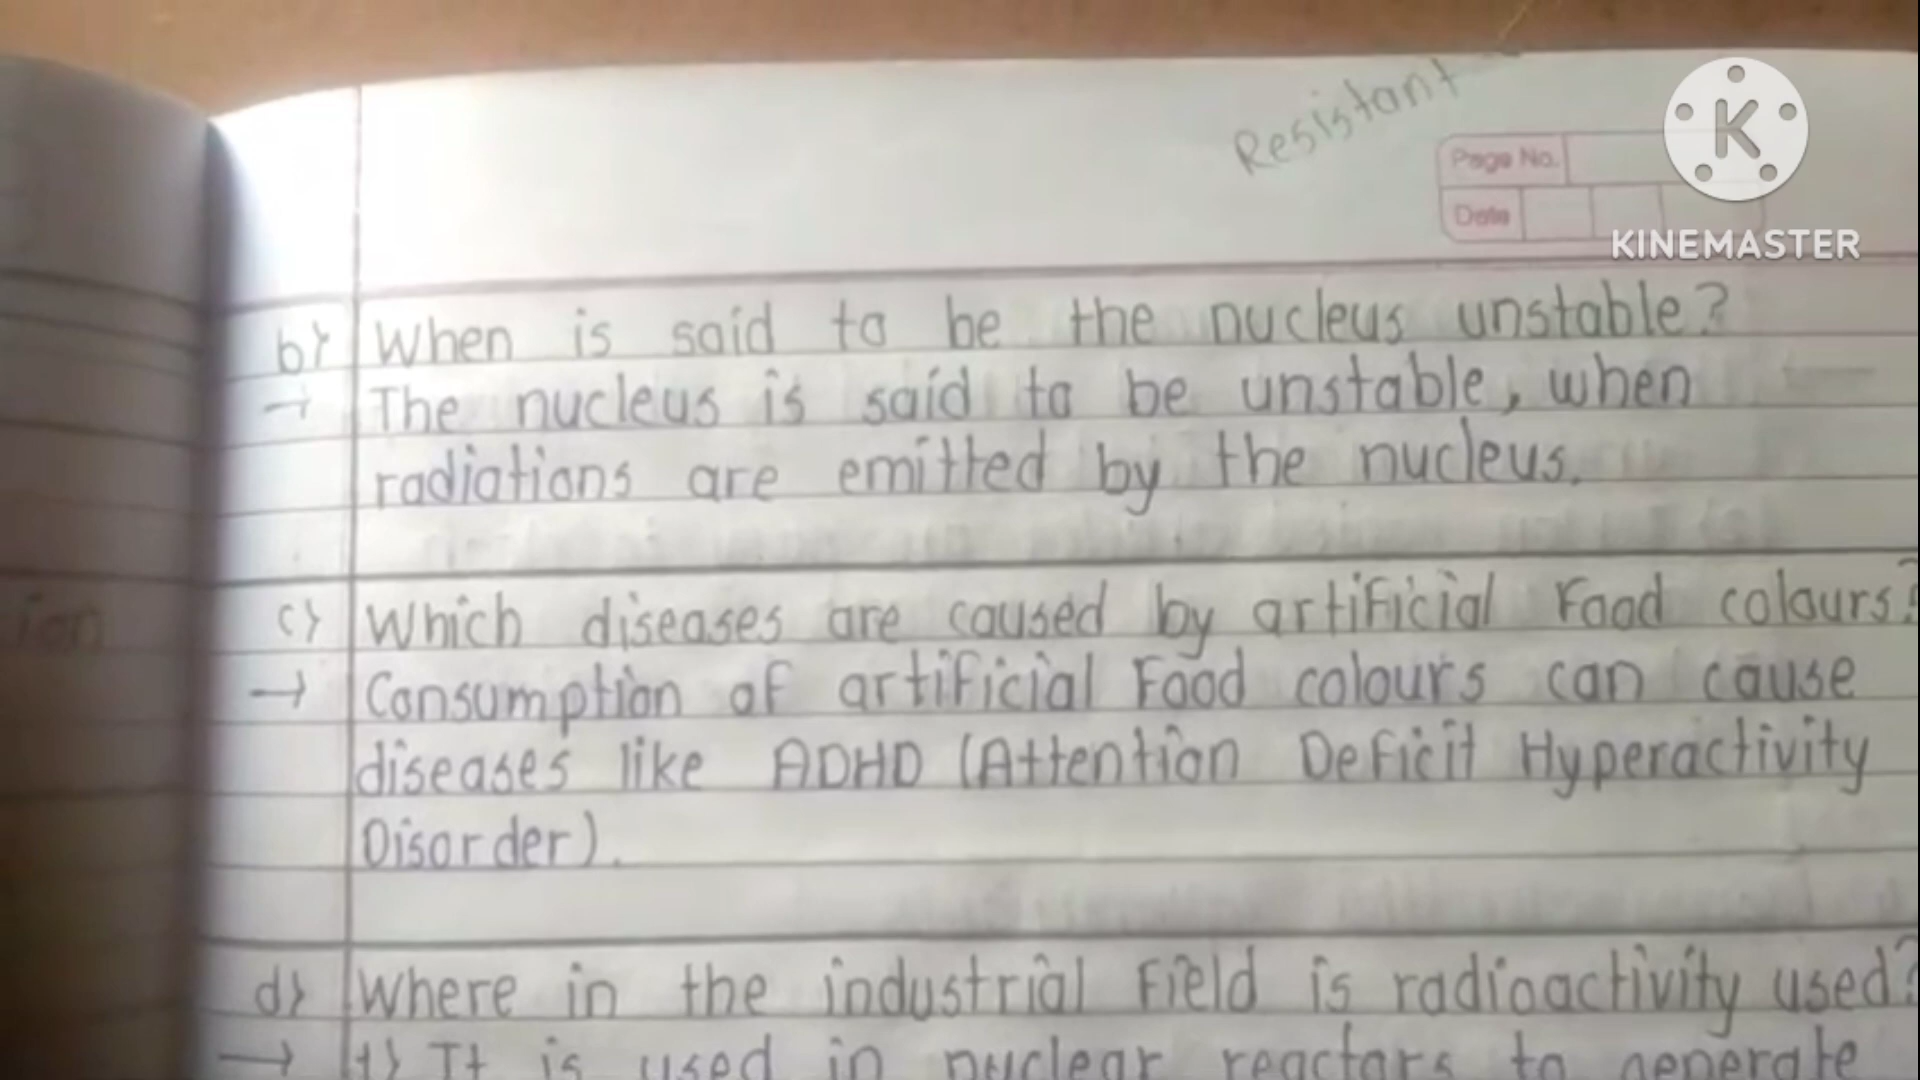 Resistant
Page No.
Date
KINEMASTER
b) When is said to be the nucleus unstable?
→ The nucleus is said to be unstable, when
radiations are emitted by the nucleus.
ion
c) Which diseases are caused by artificial food colours?
→ Consumption of artificial food colours can cause
diseases like ADHD (Attention Deficit Hyperactivity
Disorder).
d) Where in the industrial field is radioactivity used?
→ 1) It is used in nuclear reactors to generate